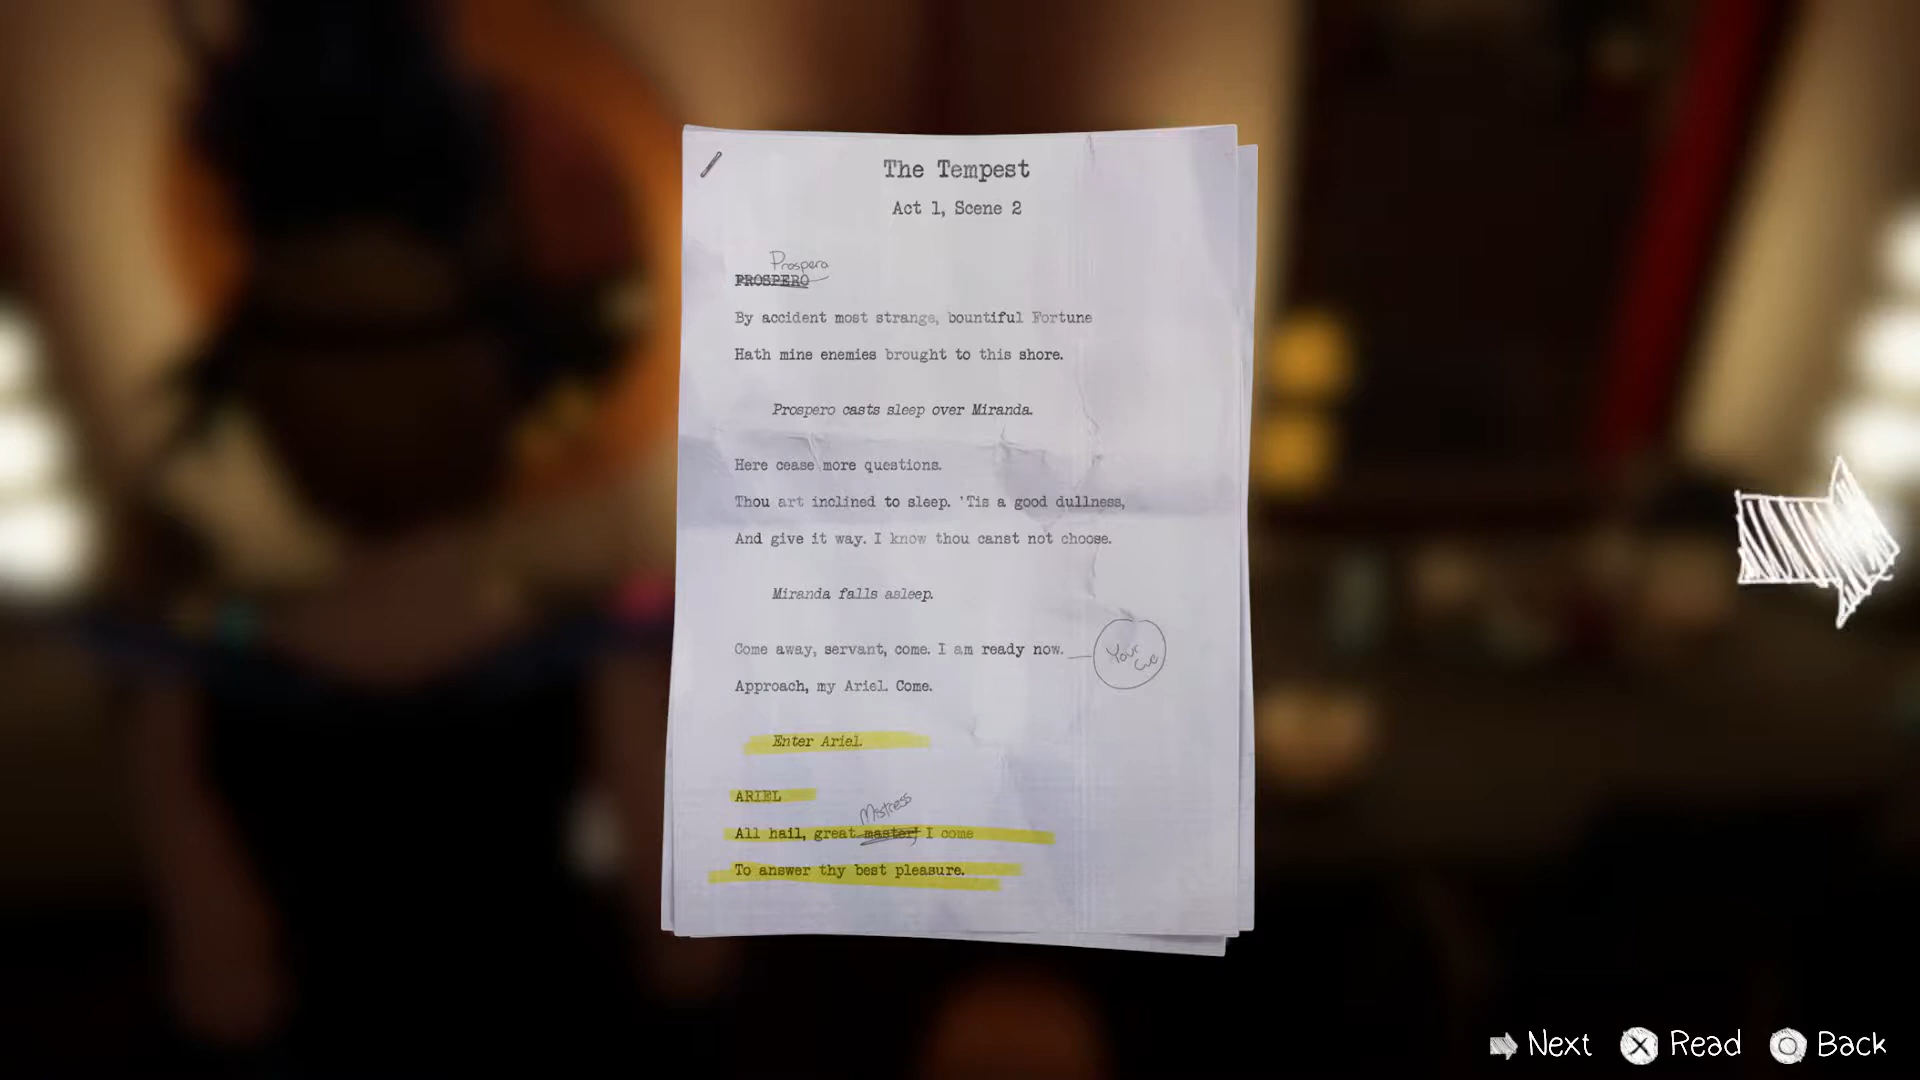 The Tempest
Act 1, Scene 2
Prospera
PROSPERO
By accident most strange, bountiful Fortune
Hath mine enemies brought to this shore.
Prospero casts sleep over Miranda.
Here cease more questions.
Thou art inclined to sleep. 'Tis a good dullness,
And give it way. I know thou canst not choose.
Miranda falls asleep.
Come away, servant, come. I am ready now.
Your
Cue
Approach, my Ariel. Come.
Enter Ariel.
ARIEL
Mistress
All hail, great master, I come
To answer thy best pleasure.
Next Read Back